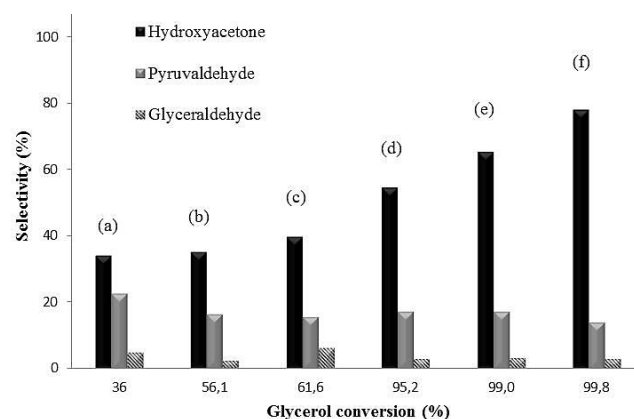 100
80
60
40
20
0
Selectivity (%)
Hydroxyacetone
Pyruvaldehyde
Glyceraldehyde
(a)
(b)
(c)
(d)
(e)
(f)
36 56,1 61,6 95,2 99,0 99,8
Glycerol conversion (%)